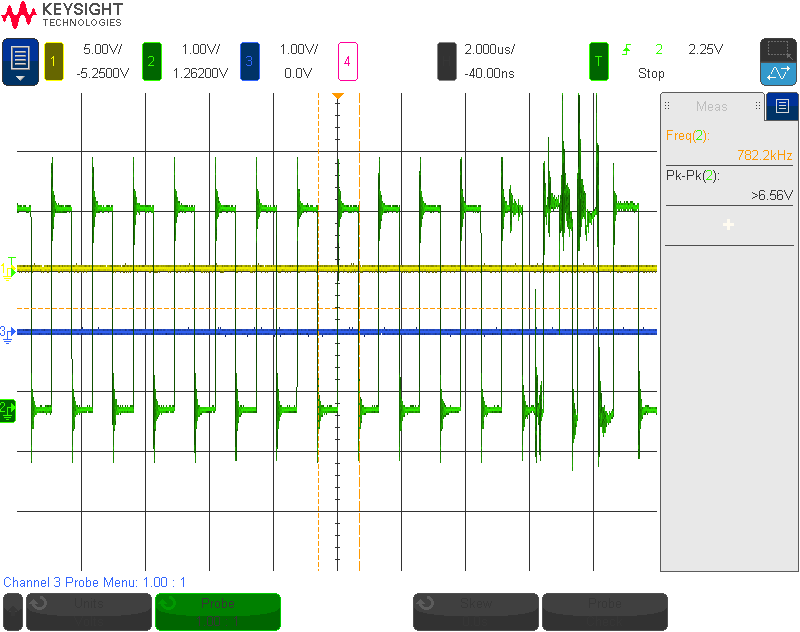 KEYSIGHT
TECHNOLOGIES
1 5.00V/ 2 1.00V/ 3 1.00V/ 4 2.000us/ T 2 2.25V
-5.2500V 1.26200V 0.0V -40.00ns Stop
Meas
Freq(2):
782.2kHz
Pk-Pk(2):
>6.56V
T
3
2
Channel 3 Probe Menu: 1.00 : 1
Units Probe Skew Probe